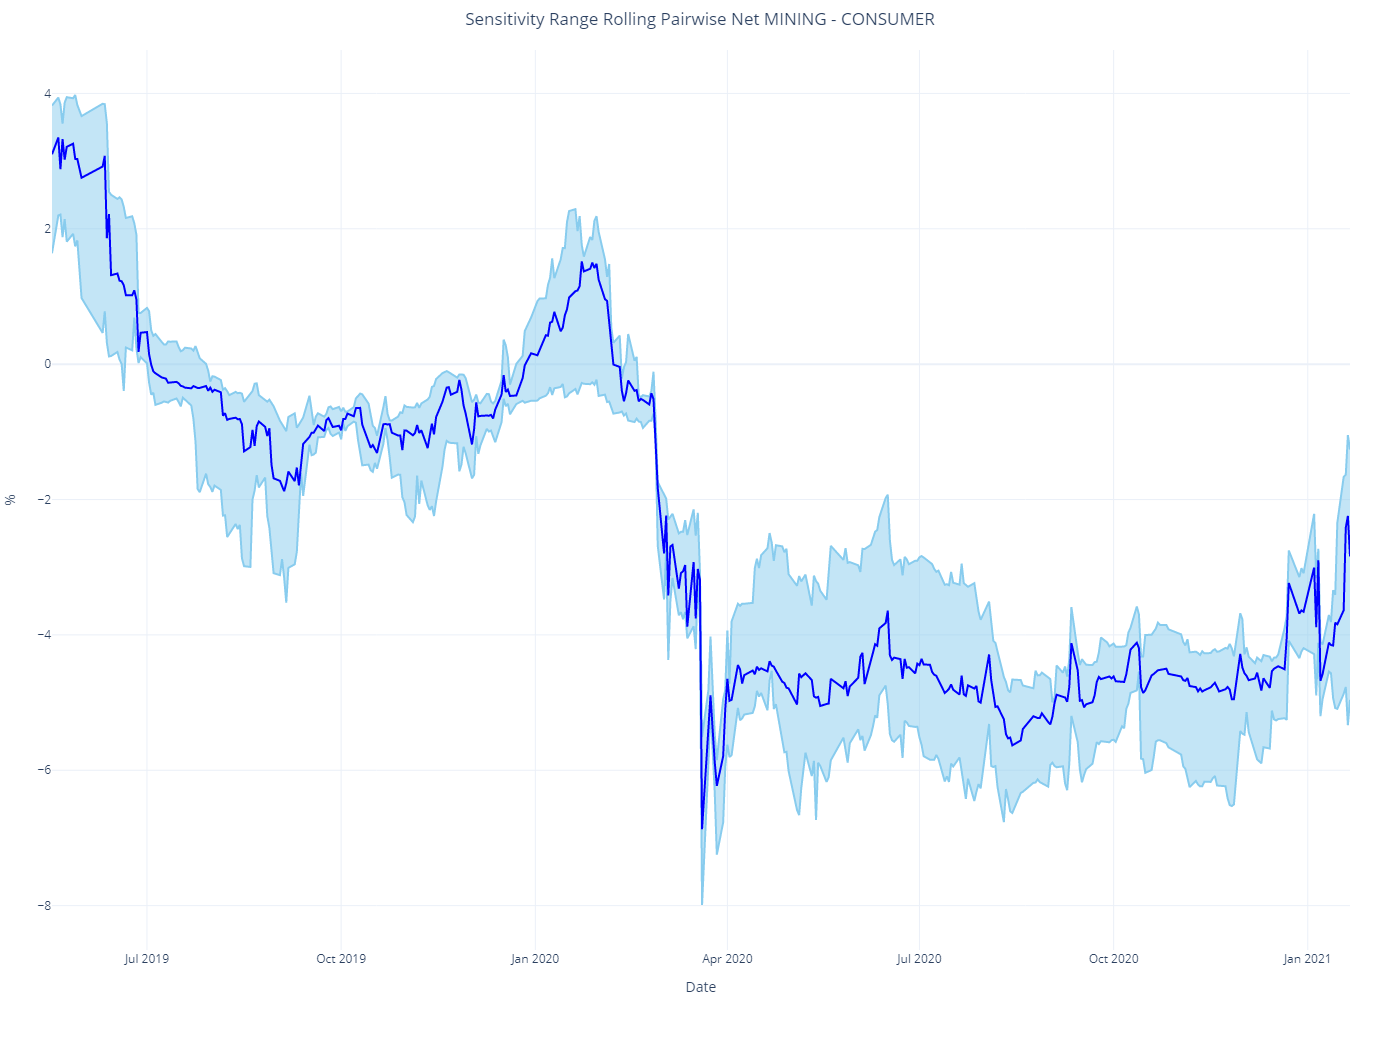 Sensitivity Range Rolling Pairwise Net MINING - CONSUMER
4
2
0
−2
−4
−6
−8
%
Jul 2019
Oct 2019
Jan 2020
Apr 2020
Jul 2020
Oct 2020
Jan 2021
Date